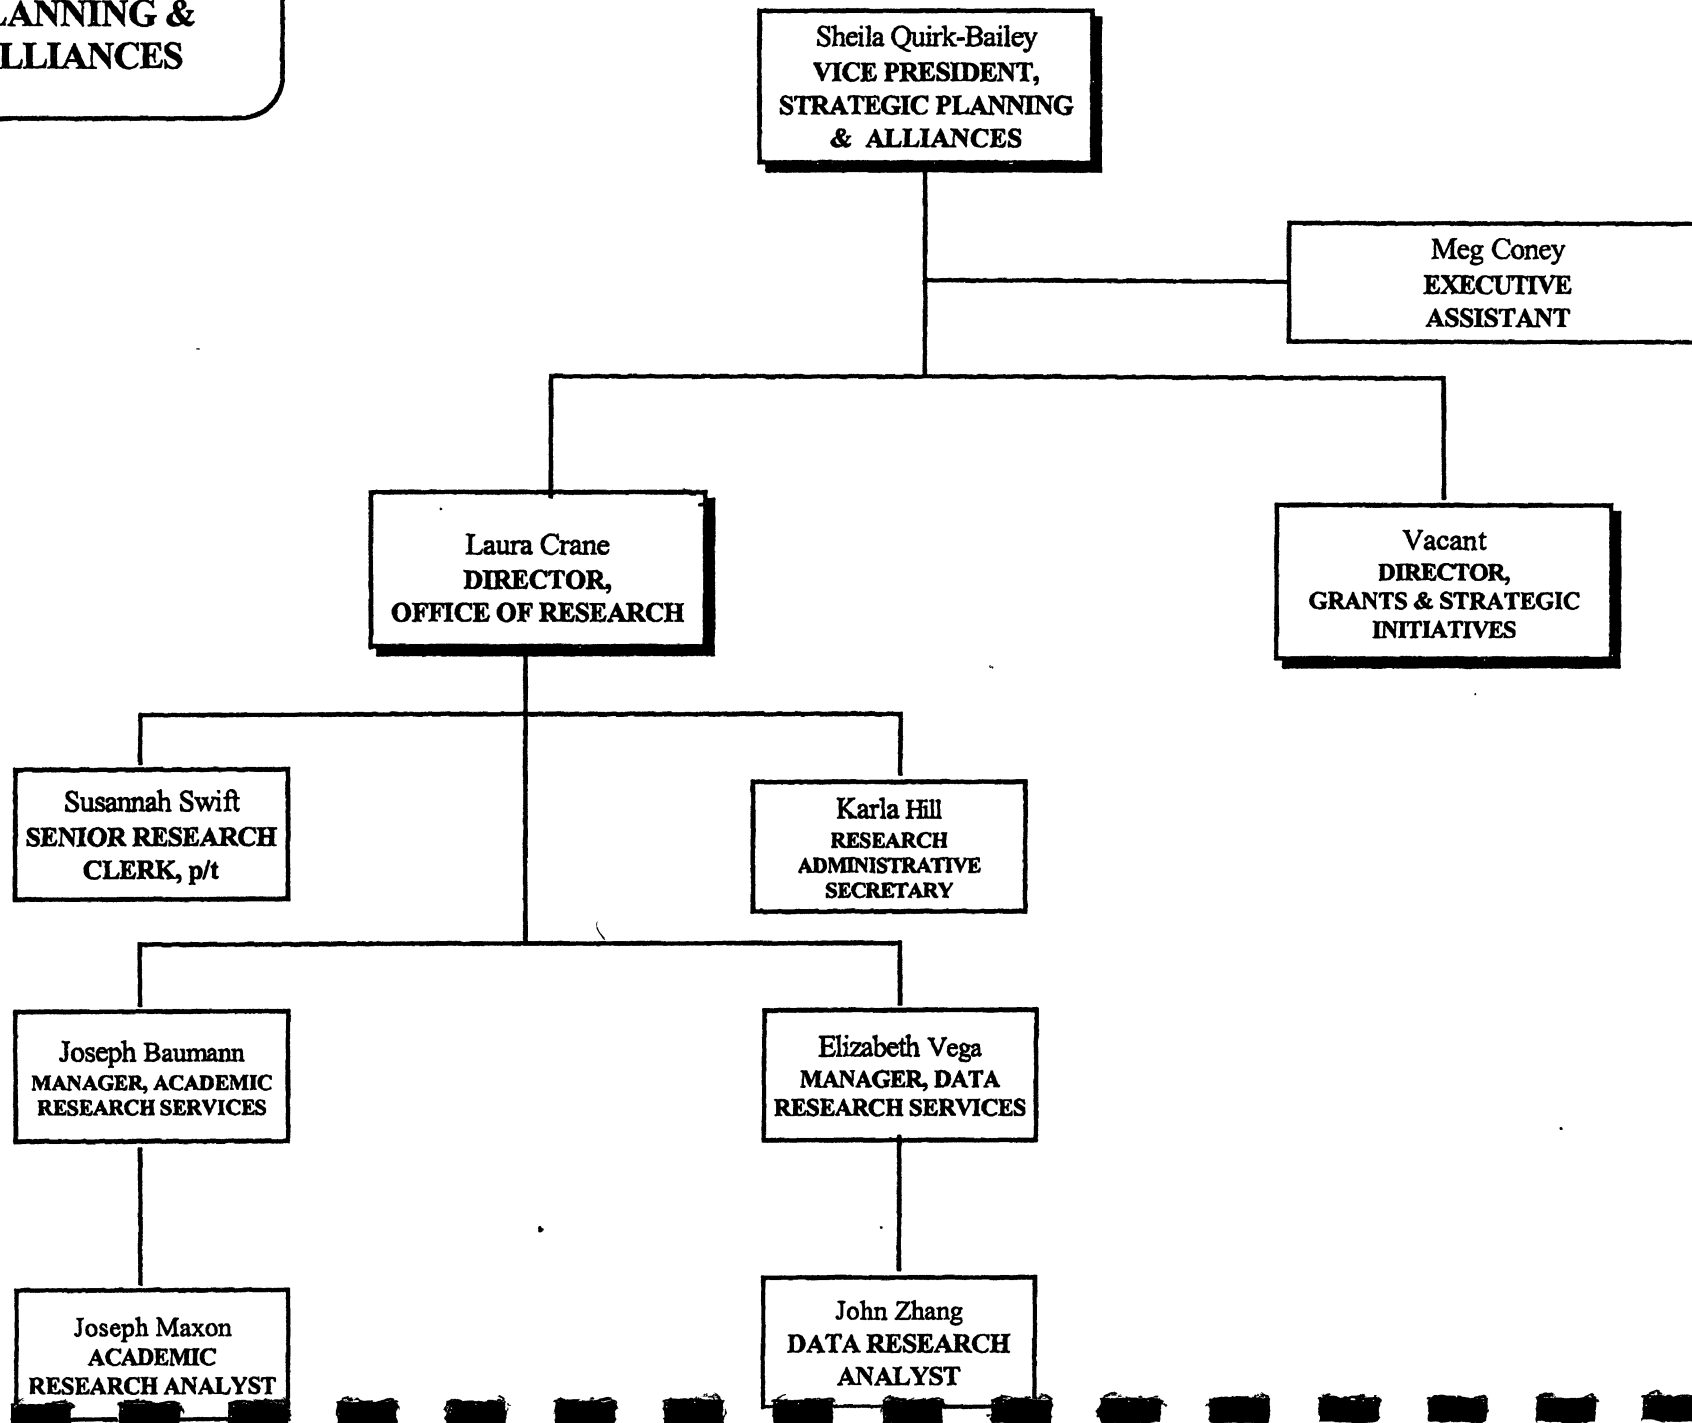 LANNING &
LLIANCES
Sheila Quirk-Bailey
VICE PRESIDENT,
STRATEGIC PLANNING
& ALLIANCES
Meg Coney
EXECUTIVE
ASSISTANT
Laura Crane
DIRECTOR,
OFFICE OF RESEARCH
Vacant
DIRECTOR,
GRANTS & STRATEGIC
INITIATIVES
Susannah Swift
SENIOR RESEARCH
CLERK, p/t
Karla Hill
RESEARCH
ADMINISTRATIVE
SECRETARY
Joseph Baumann
MANAGER, ACADEMIC
RESEARCH SERVICES
Elizabeth Vega
MANAGER, DATA
RESEARCH SERVICES
Joseph Maxon
ACADEMIC
RESEARCH ANALYST
John Zhang
DATA RESEARCH
ANALYST